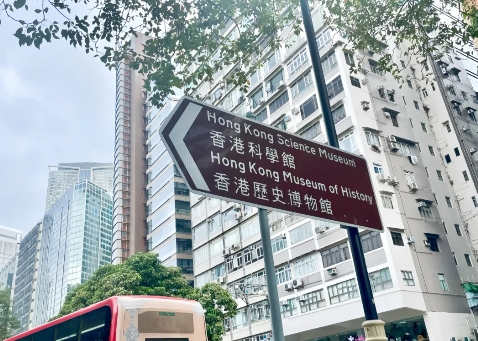 Hong Kong Science Museum
香港科學館
Hong Kong Museum of History
香港歷史博物館